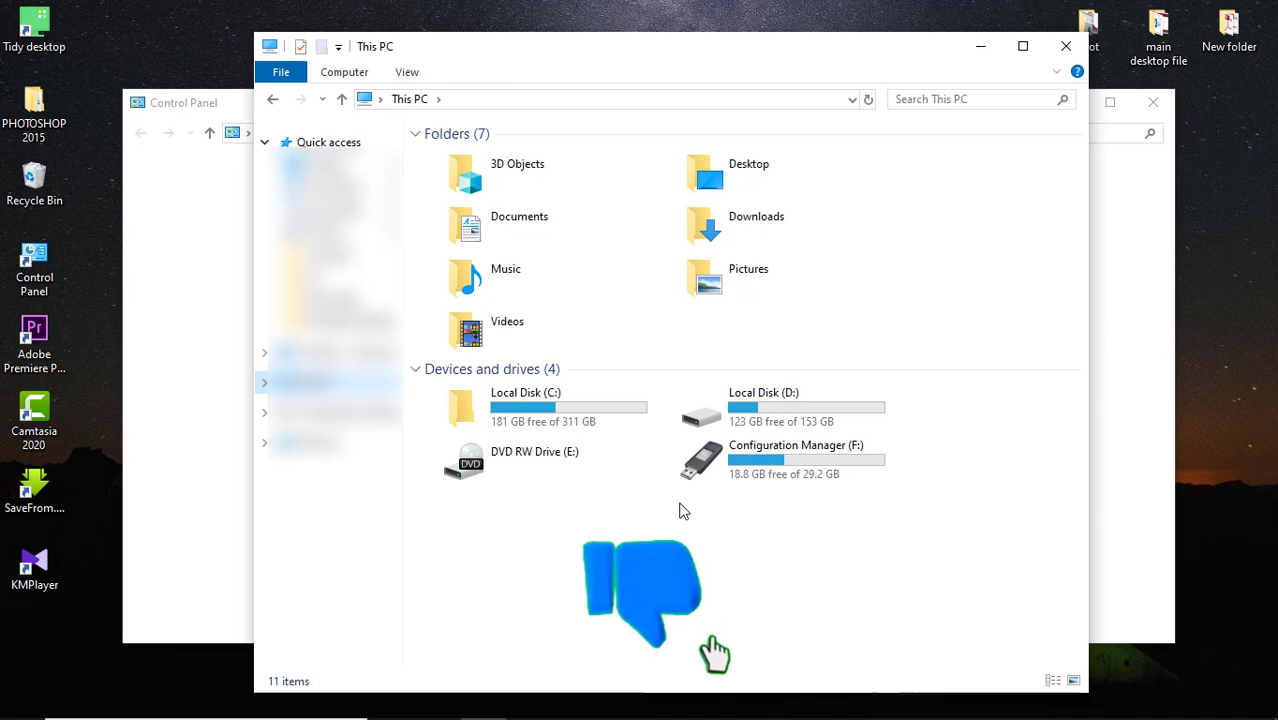 Tidy desktop
PHOTOSHOP
2015
Recycle Bin
Control
Panel
Adobe
Premiere P...
Camtasia
2020
SaveFrom....
KMPlayer
main
desktop file
New folder
Control Panel
This PC
File
Computer
View
This PC
Search This PC
Quick access
Folders (7)
3D Objects
Desktop
Documents
Downloads
Music
Pictures
Videos
Devices and drives (4)
Local Disk (C:)
181 GB free of 311 GB
Local Disk (D:)
123 GB free of 153 GB
DVD RW Drive (E:)
DVD
Configuration Manager (F:)
18.8 GB free of 29.2 GB
11 items